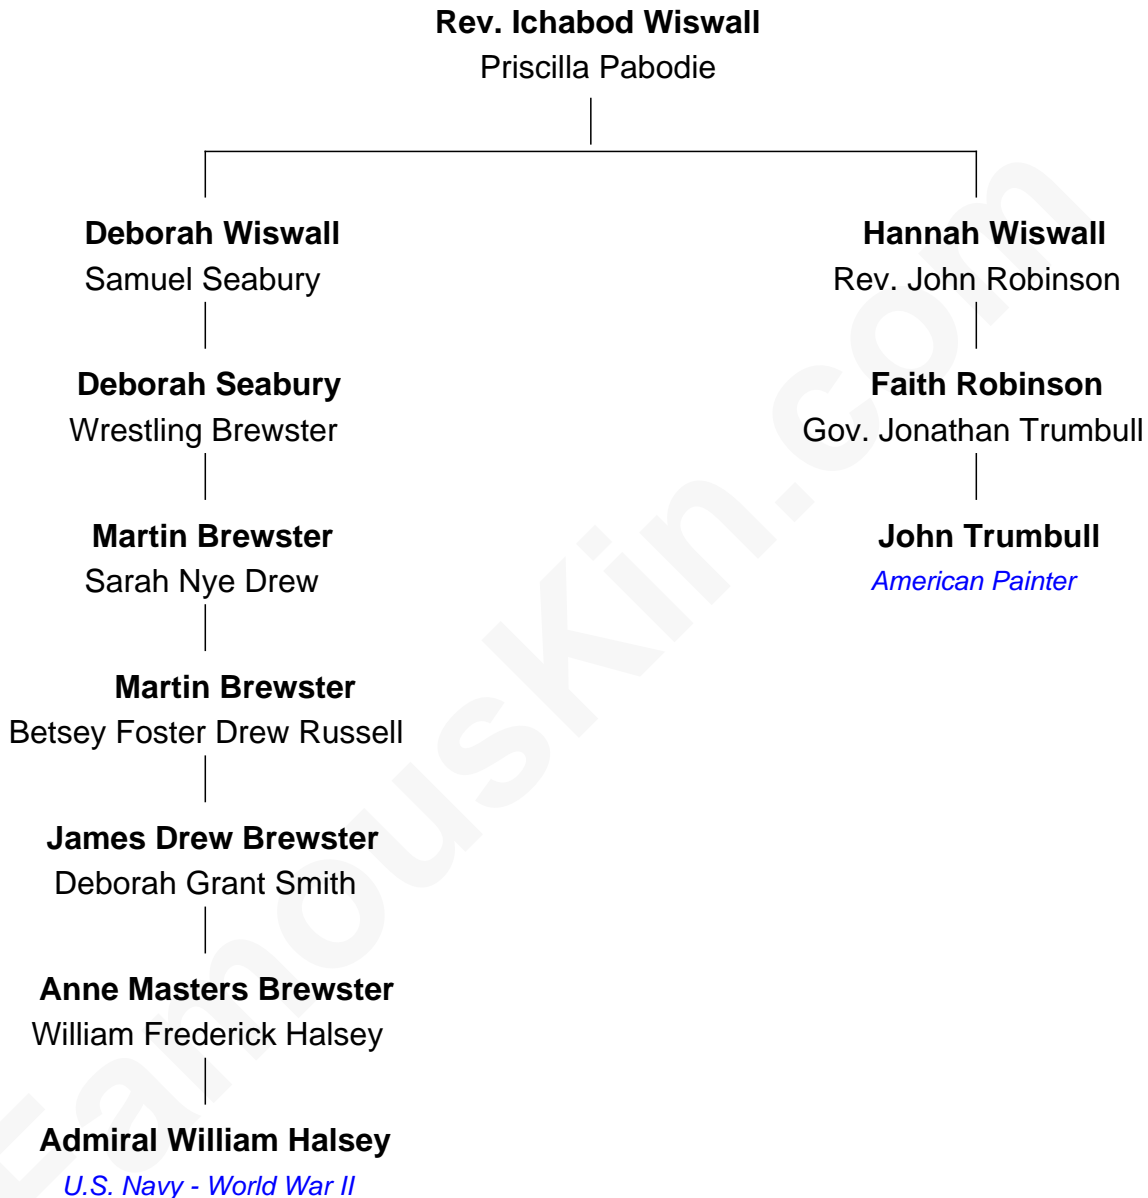 Rev. Ichabod Wiswall
Priscilla Pabodie
Deborah Wiswall
Samuel Seabury
Hannah Wiswall
Rev. John Robinson
Deborah Seabury
Wrestling Brewster
Faith Robinson
Gov. Jonathan Trumbull
Martin Brewster
Sarah Nye Drew
John Trumbull
American Painter
Martin Brewster
Betsey Foster Drew Russell
James Drew Brewster
Deborah Grant Smith
Anne Masters Brewster
William Frederick Halsey
Admiral William Halsey
U.S. Navy - World War II
FamousKin.com